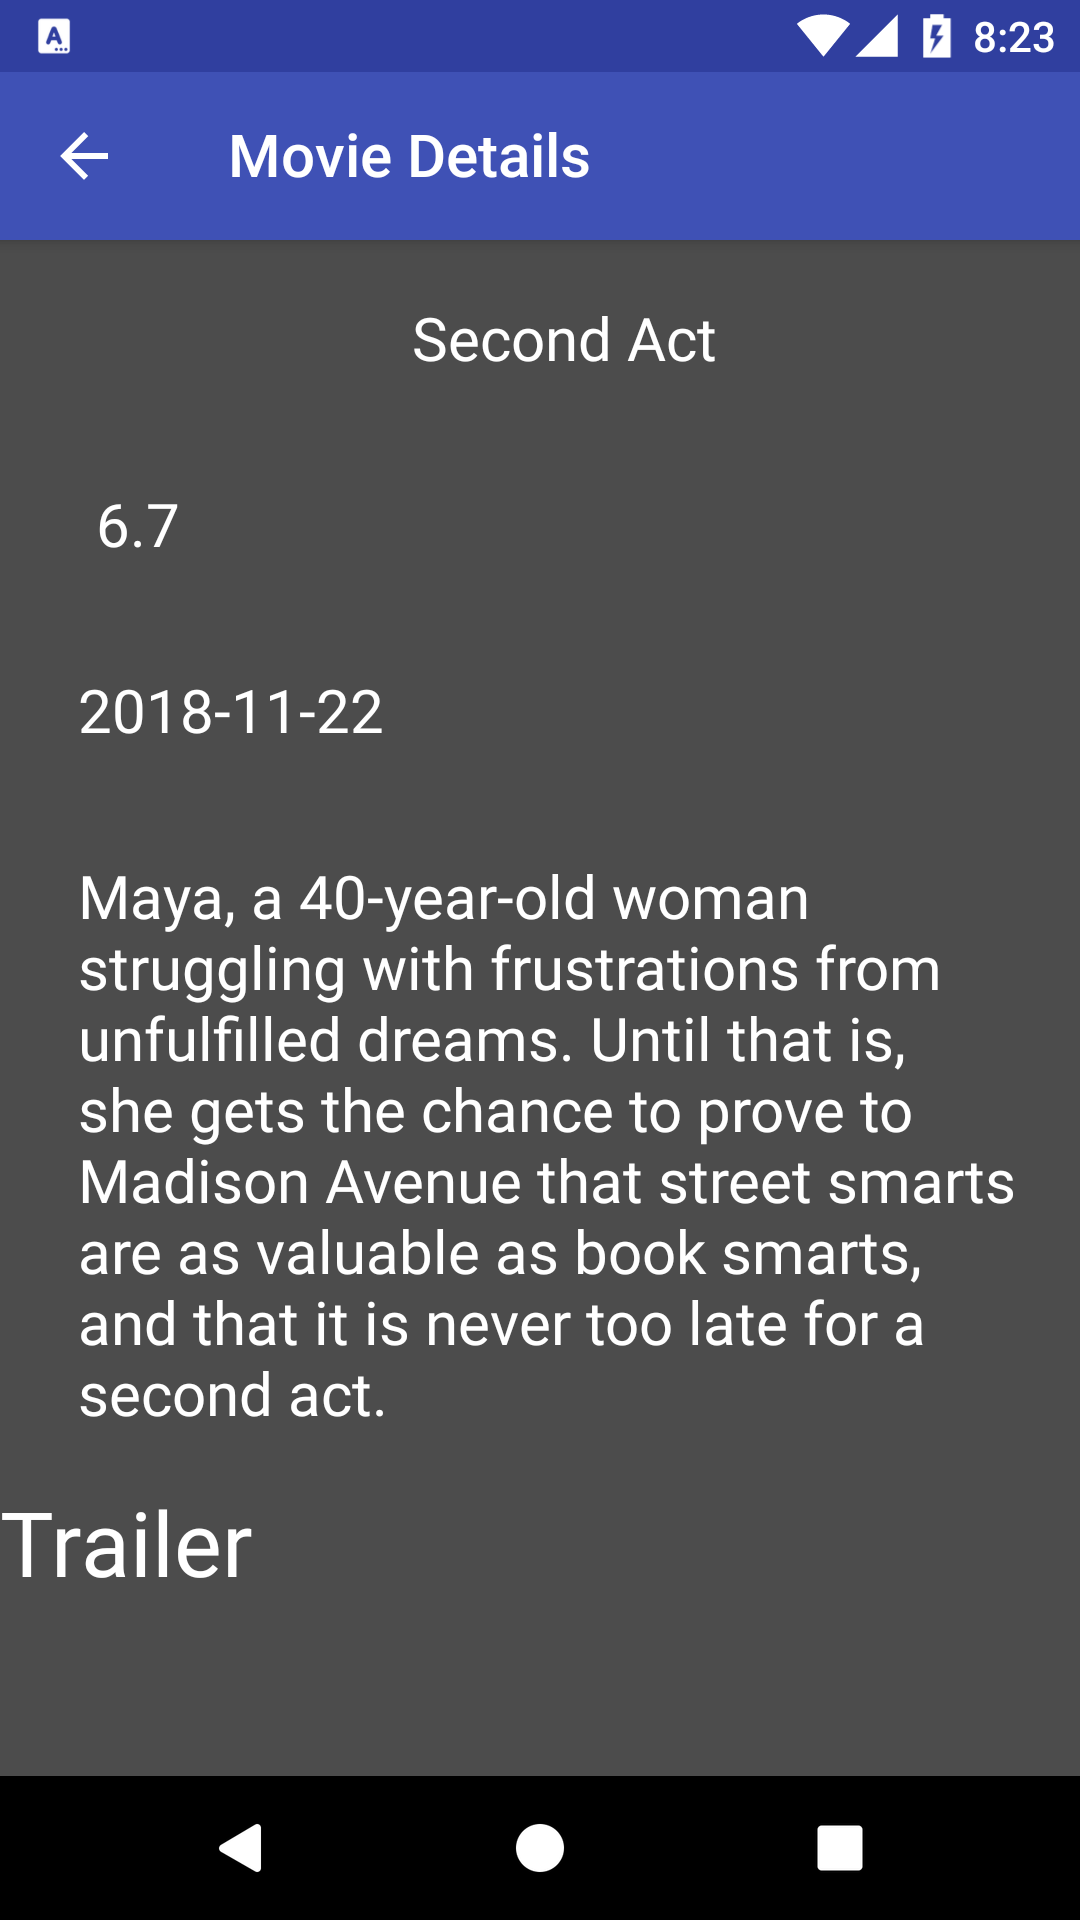 8:23
Movie Details
Second Act
6.7
2018-11-22
Maya, a 40-year-old woman
struggling with frustrations from
unfulfilled dreams. Until that is,
she gets the chance to prove to
Madison Avenue that street smarts
are as valuable as book smarts,
and that it is never too late for a
second act.
Trailer